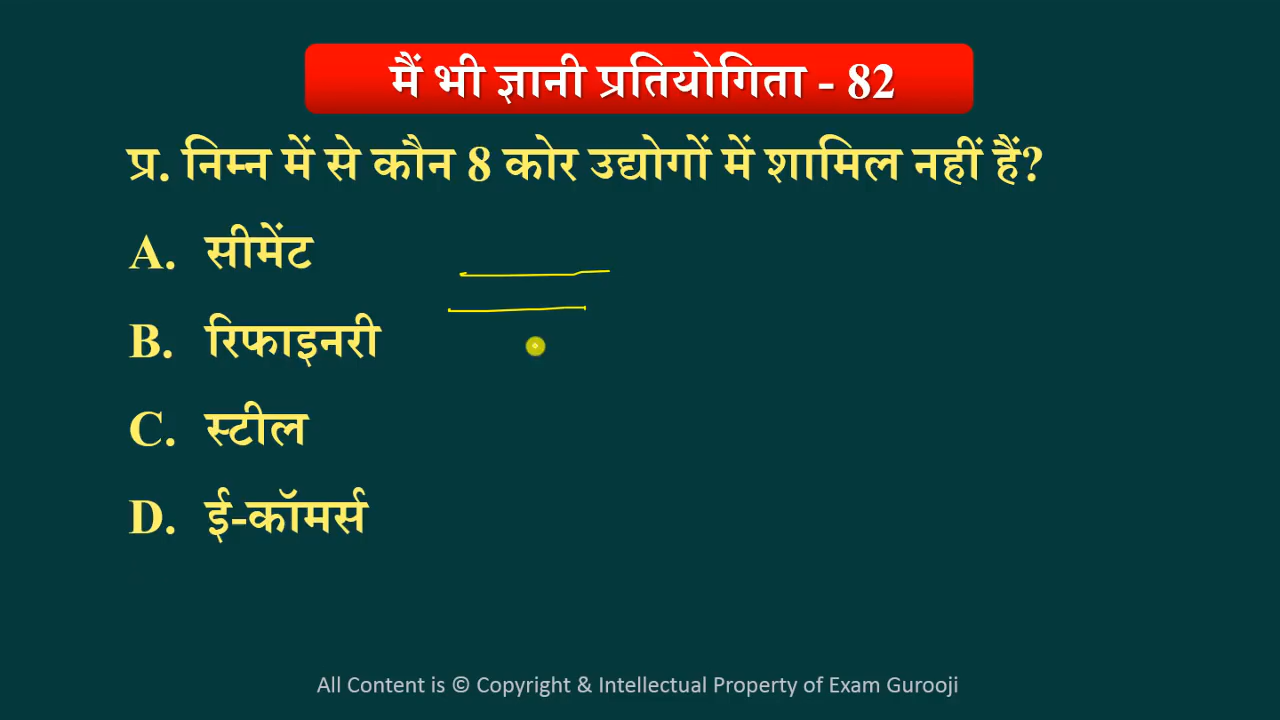 मैं भी ज्ञानी प्रतियोगिता - 82
प्र. निम्न में से कौन 8 कोर उद्योगों में शामिल नहीं हैं?
A. सीमेंट
B. रिफाइनरी
C. स्टील
D. ई-कॉमर्स
All Content is © Copyright & Intellectual Property of Exam Gurooji